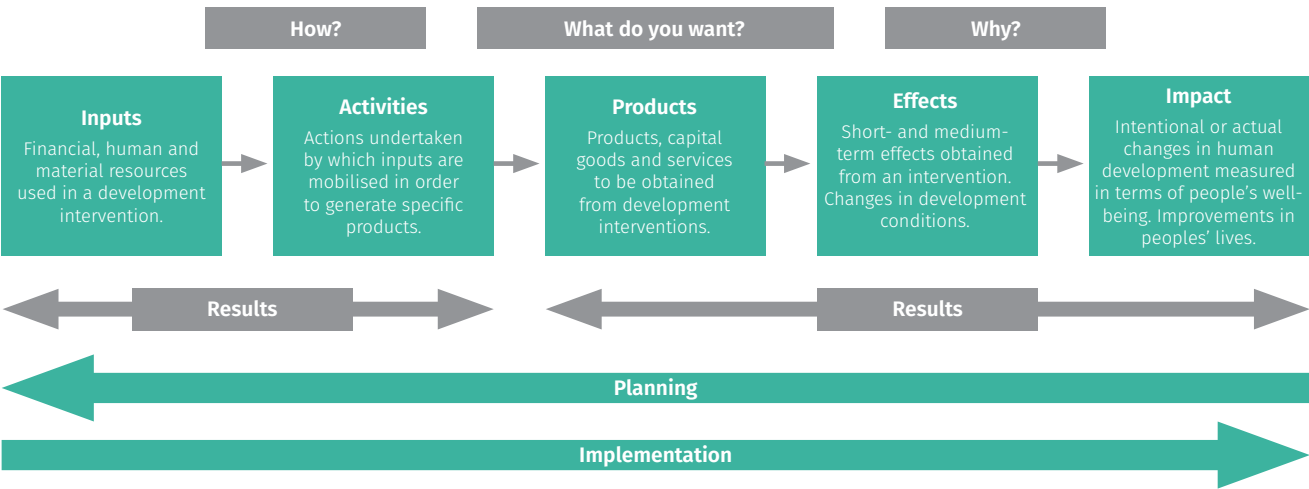 How?
What do you want?
Why?
Inputs
Financial, human and
material resources
used in a development
intervention.
Activities
Actions undertaken
by which inputs are
mobilised in order
to generate specific
products.
Products
Products, capital
goods and services
to be obtained
from development
interventions.
Effects
Short- and medium-
term effects obtained
from an intervention.
Changes in development
conditions.
Impact
Intentional or actual
changes in human
development measured
in terms of people’s well-
being. Improvements in
peoples’ lives.
Results
Results
Planning
Implementation